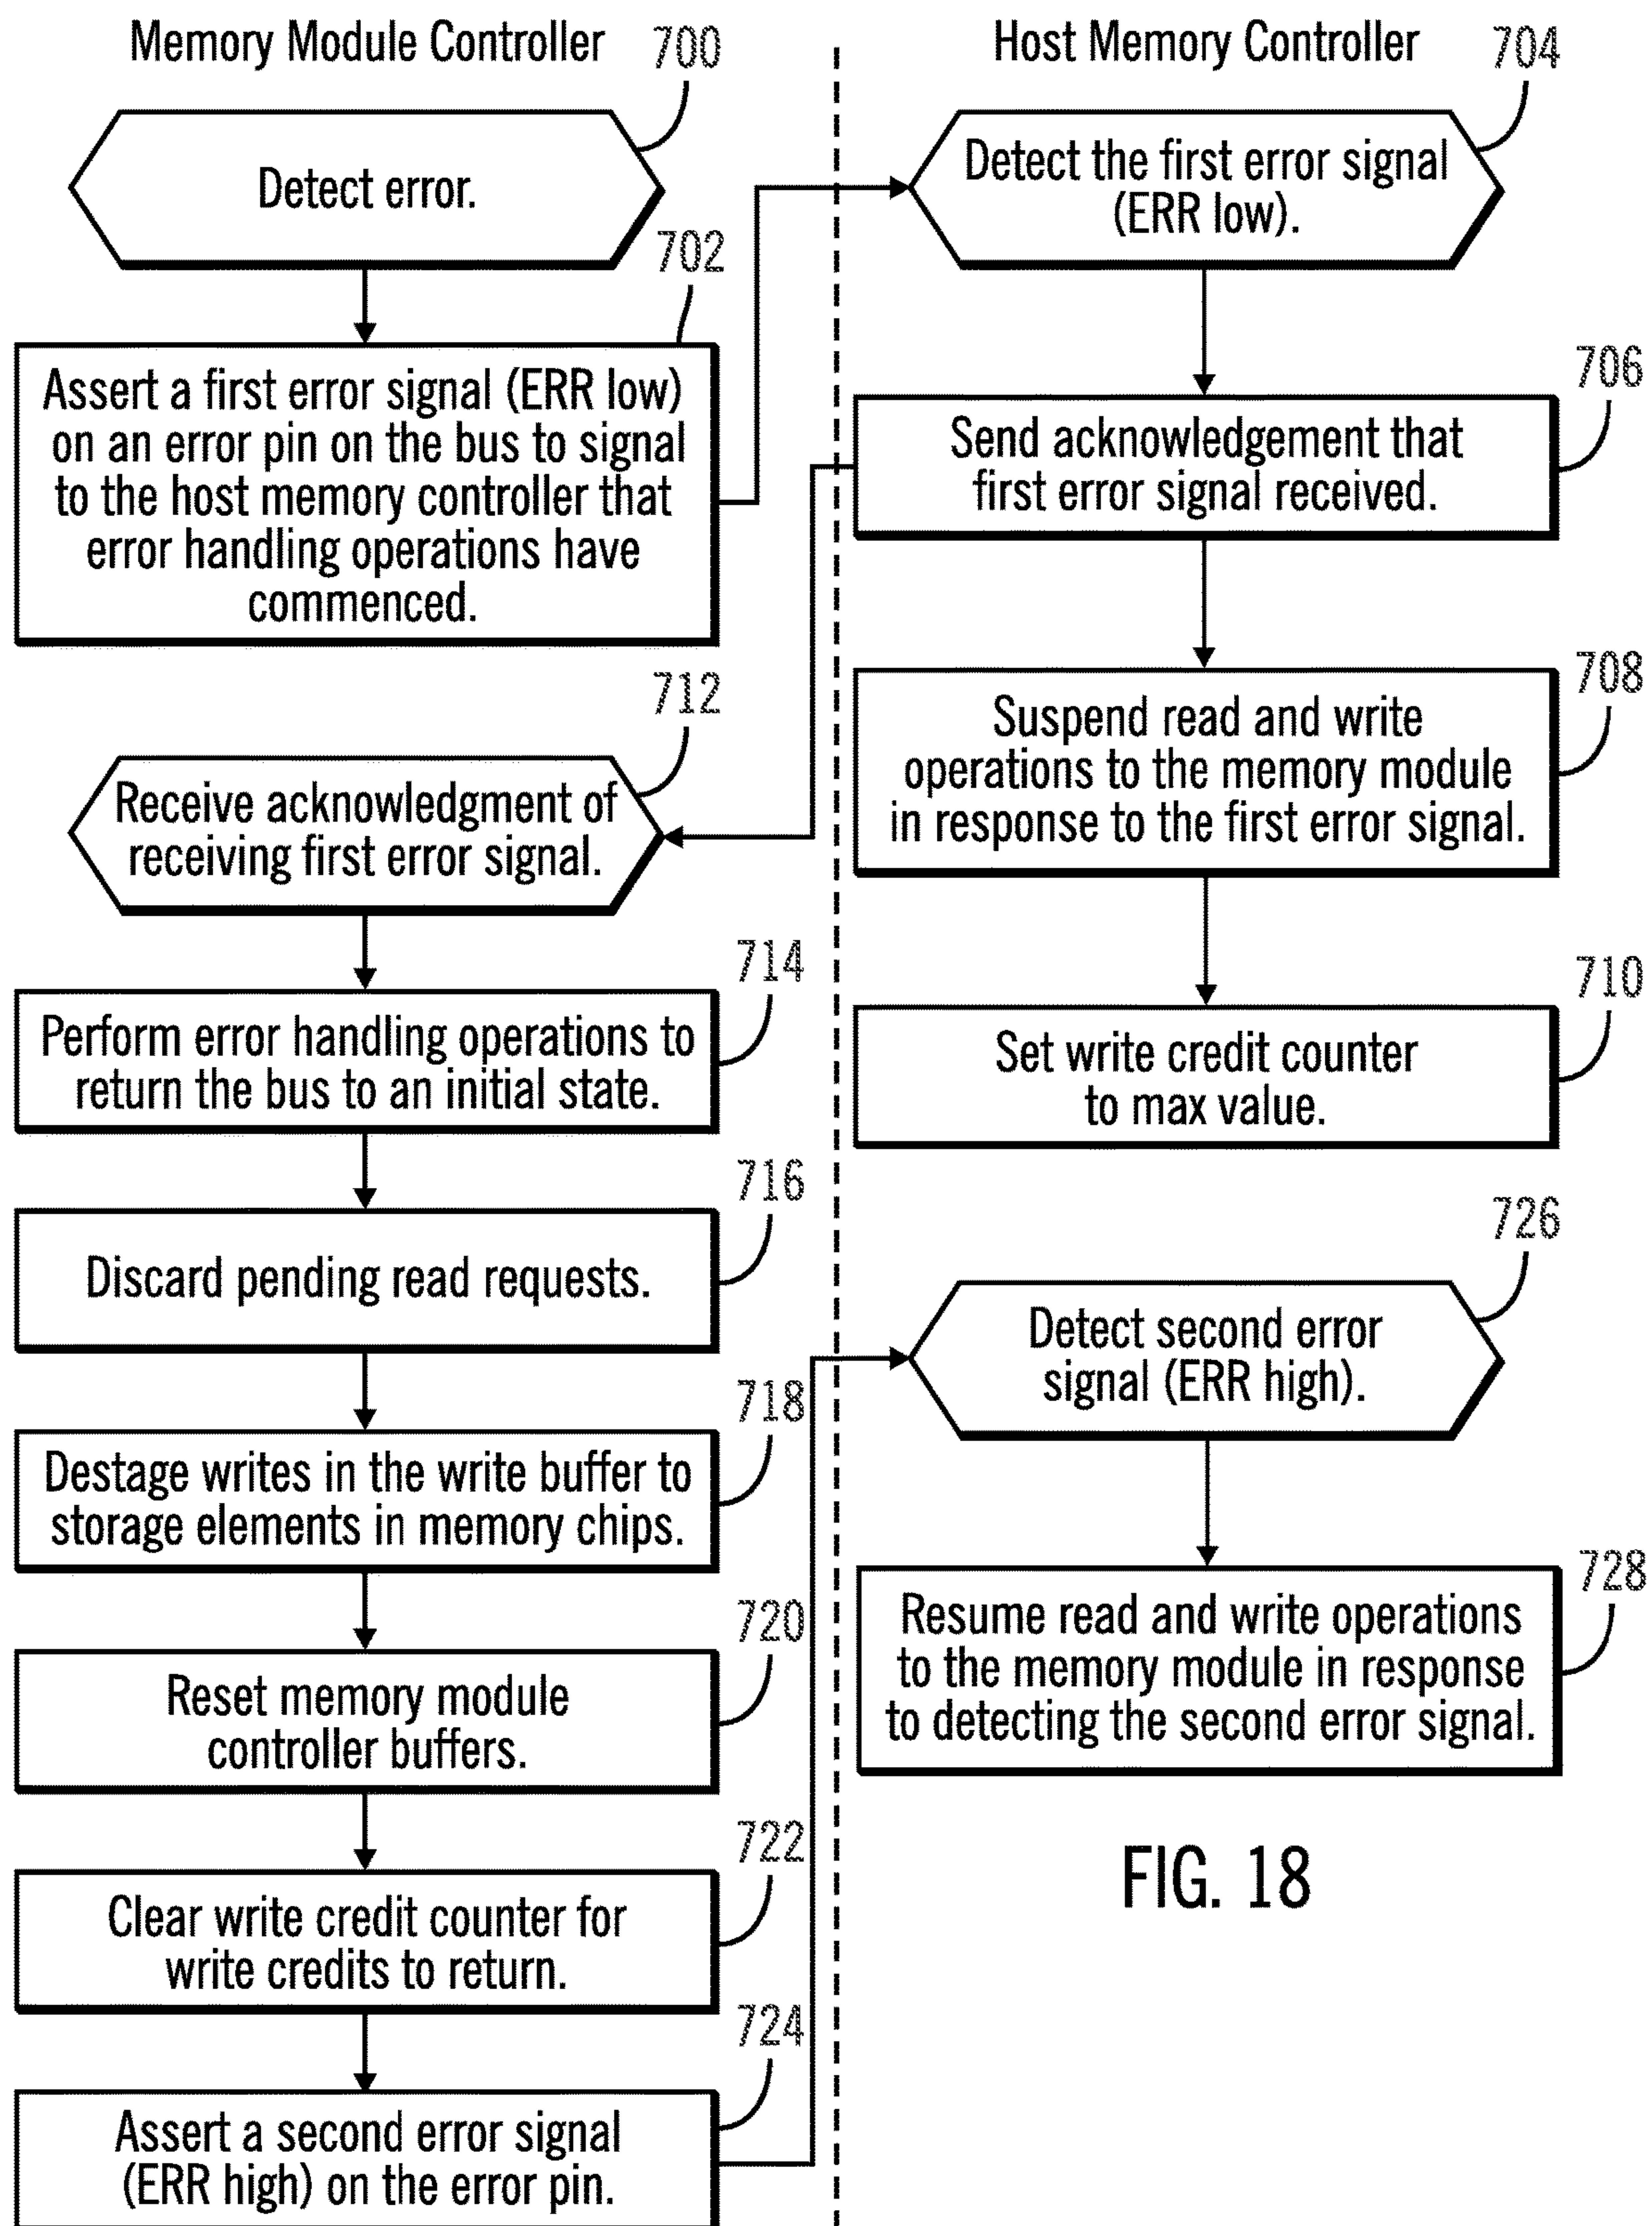 Memory Module Controller
700
Detect error.
702
Assert a first error signal (ERR low)
on an error pin on the bus to signal
to the host memory controller that
error handling operations have
commenced.
712
Receive acknowledgment of
receiving first error signal.
714
Perform error handling operations to
return the bus to an initial state.
716
Discard pending read requests.
718
Destage writes in the write buffer to
storage elements in memory chips.
720
Reset memory module
controller buffers.
722
Clear write credit counter for
write credits to return.
724
Assert a second error signal
(ERR high) on the error pin.
Host Memory Controller
704
Detect the first error signal
(ERR low).
706
Send acknowledgement that
first error signal received.
708
Suspend read and write
operations to the memory module
in response to the first error signal.
710
Set write credit counter
to max value.
726
Detect second error
signal (ERR high).
728
Resume read and write operations
to the memory module in response
to detecting the second error signal.
FIG. 18